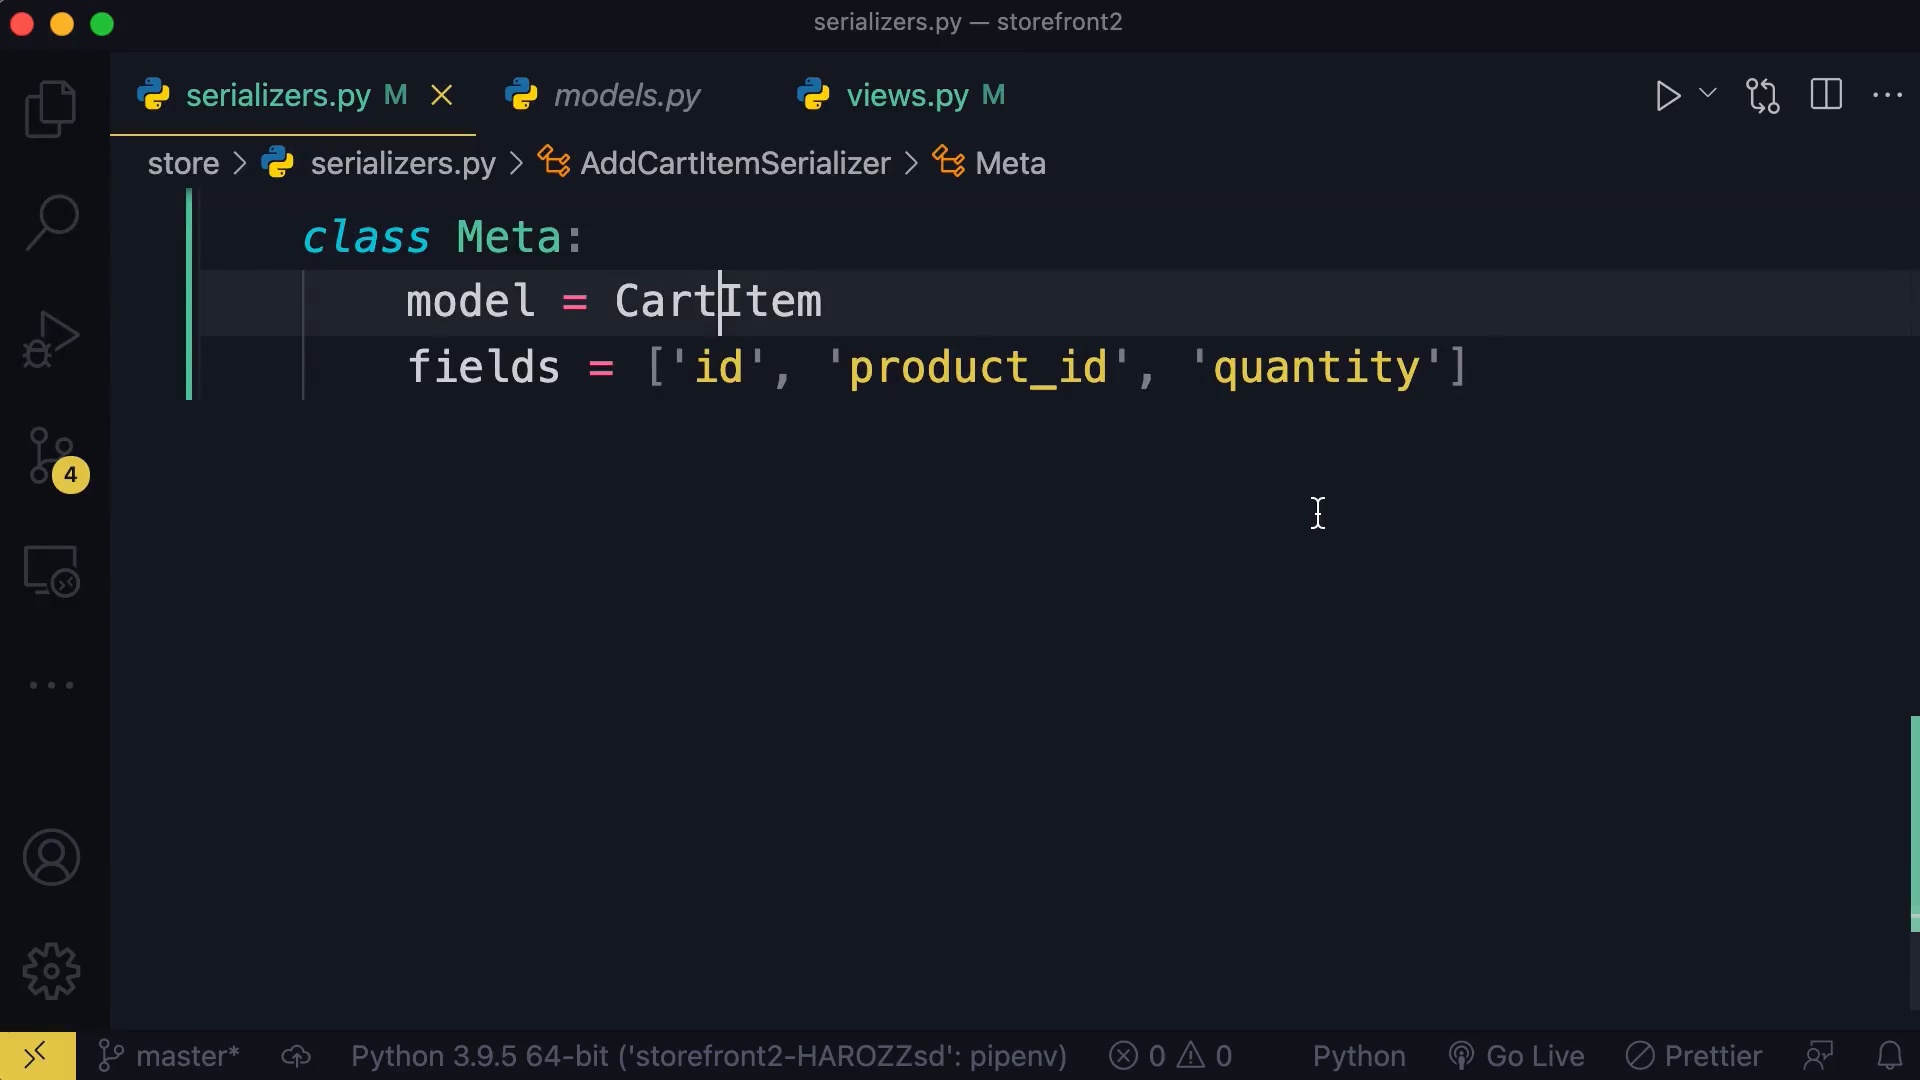 serializers.py — storefront2
serializers.py M models.py views.py M
store > serializers.py > AddCartItemSerializer > Meta
class Meta:
model = CartItem
fields = ['id', 'product_id', 'quantity']
4
master* Python 3.9.5 64-bit ('storefront2-HAROZZsd': pipenv) 0 0 Python Go Live Prettier